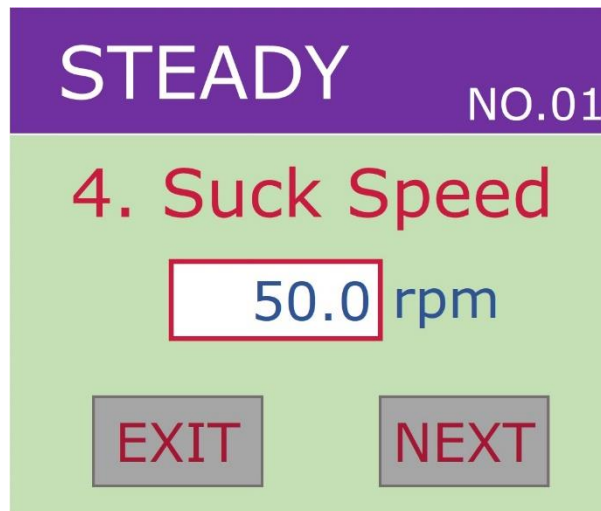 STEADY
NO.01
4. Suck Speed
50.0 rpm
EXIT NEXT